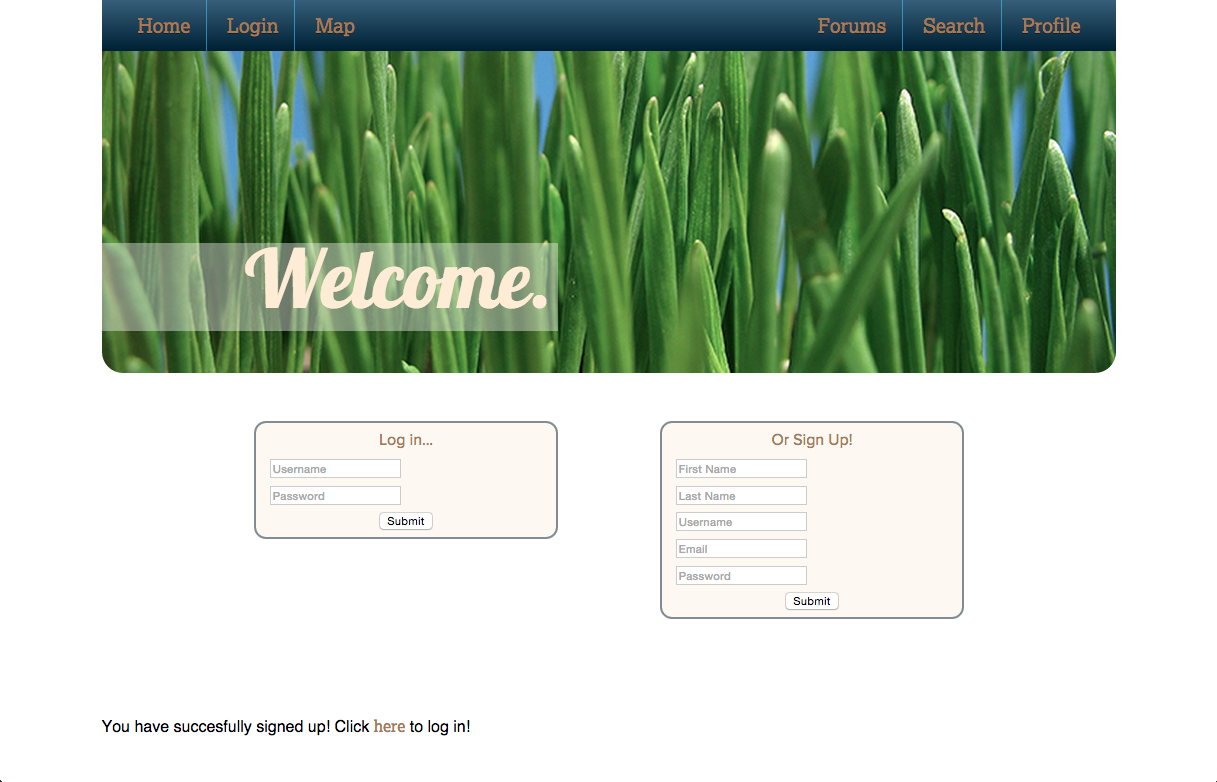 Home Login Map Forums Search Profile
Welcome.
Log in...
Username
Password
Submit
Or Sign Up!
First Name
Last Name
Username
Email
Password
Submit
You have succesfully signed up! Click here to log in!